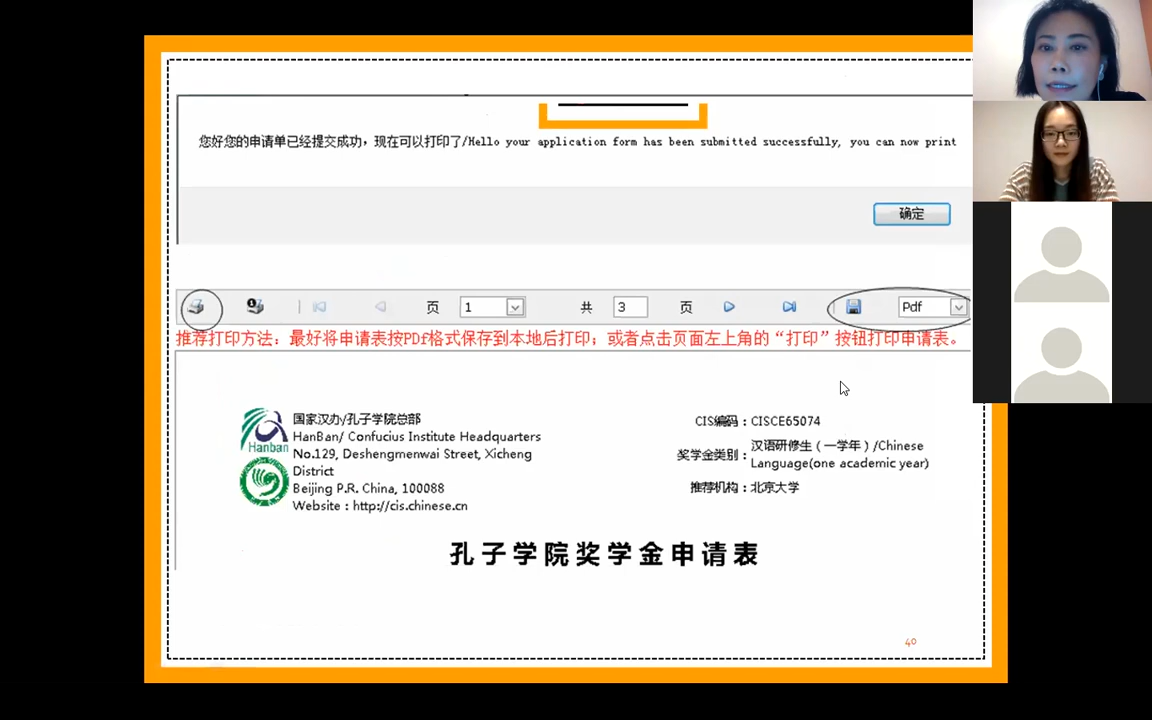 您好您的申请单已经提交成功，现在可以打印了/Hello your application form has been submitted successfully, you can now print
确定
页 1 共 3 页 Pdf
推荐打印方法：最好将申请表按PDf格式保存到本地后打印；或者点击页面左上角的“打印”按钮打印申请表。
Hanban
国家汉办/孔子学院总部
HanBan/ Confucius Institute Headquarters
No.129, Deshengmenwai Street, Xicheng
District
Beijing P.R. China, 100088
Website：http://cis.chinese.cn
CIS编码：CISCE65074
奖学金类别：汉语研修生（一学年）/Chinese
Language(one academic year)
推荐机构：北京大学
孔子学院奖学金申请表
40